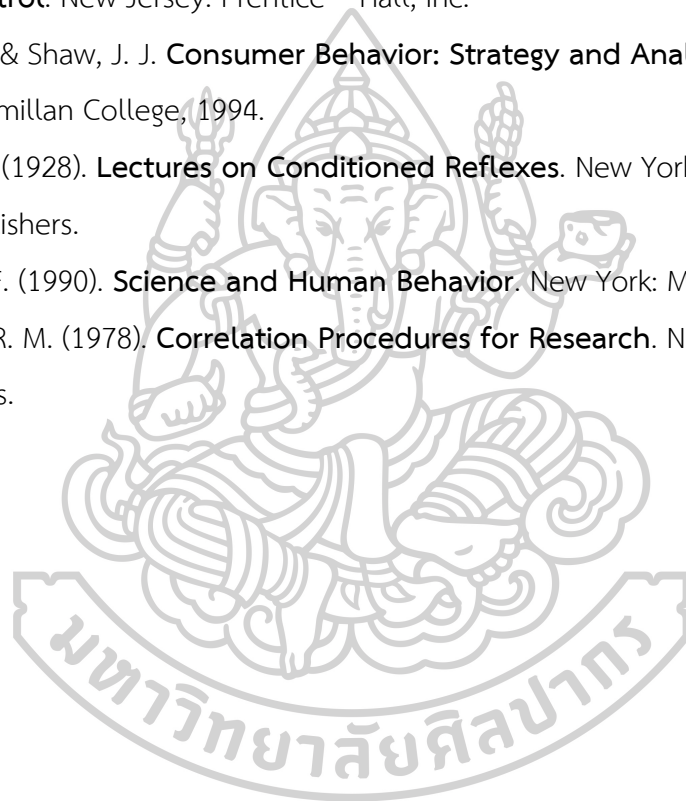 trol. New Jersey: Prentice – Hall, Inc.
& Shaw, J. J. Consumer Behavior: Strategy and Anal
millan College, 1994.
(1928). Lectures on Conditioned Reflexes. New York
ishers.
F. (1990). Science and Human Behavior. New York: M
R. M. (1978). Correlation Procedures for Research. N
s.
มหาวิทยาลัยศิลปากร